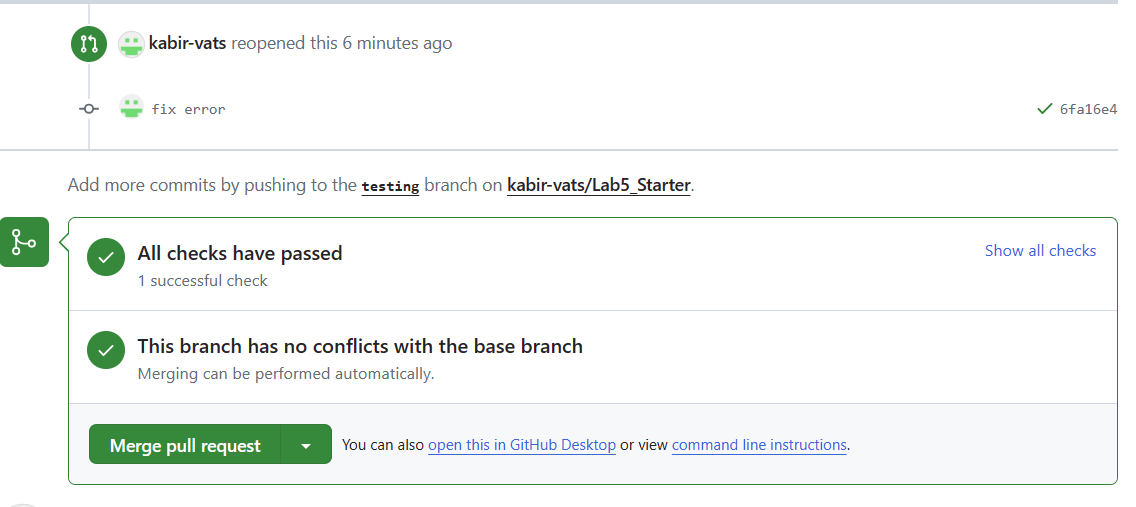 kabir-vats reopened this 6 minutes ago
fix error 6fa16e4
Add more commits by pushing to the testing branch on kabir-vats/Lab5_Starter.
All checks have passed Show all checks
1 successful check
This branch has no conflicts with the base branch
Merging can be performed automatically.
Merge pull request You can also open this in GitHub Desktop or view command line instructions.